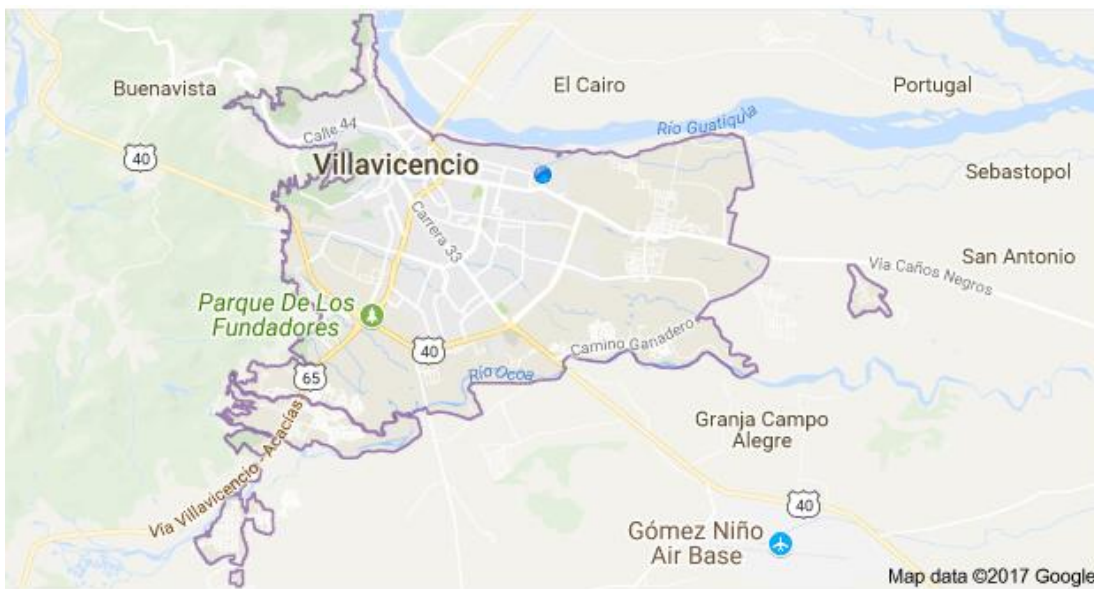 Buenavista
El Cairo
Portugal
Río Guatiquía
Calle 44
40
Villavicencio
Sebastopol
Carrera 33
San Antonio
Via Caños Negros
Parque De Los
Fundadores
40
Camino Ganadero
65
Río Ocoa
Granja Campo
Alegre
Vía Villavicencio - Acacías
40
Gómez Niño
Air Base
Map data ©2017 Google